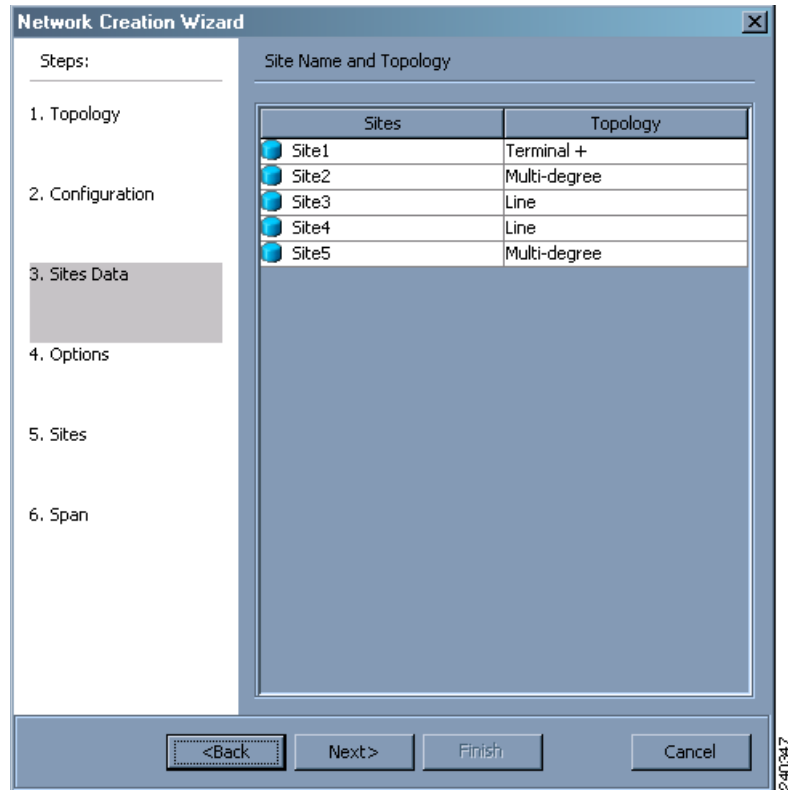 Network Creation Wizard
Steps:
Site Name and Topology
1. Topology
2. Configuration
3. Sites Data
4. Options
5. Sites
6. Span
Sites Topology
Site1 Terminal +
Site2 Multi-degree
Site3 Line
Site4 Line
Site5 Multi-degree
<Back Next> Finish Cancel
240347